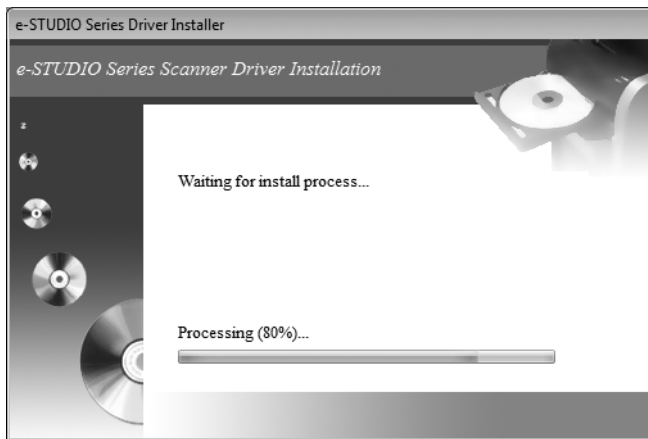 e-STUDIO Series Driver Installer
e-STUDIO Series Scanner Driver Installation
Waiting for install process...
Processing (80%)...